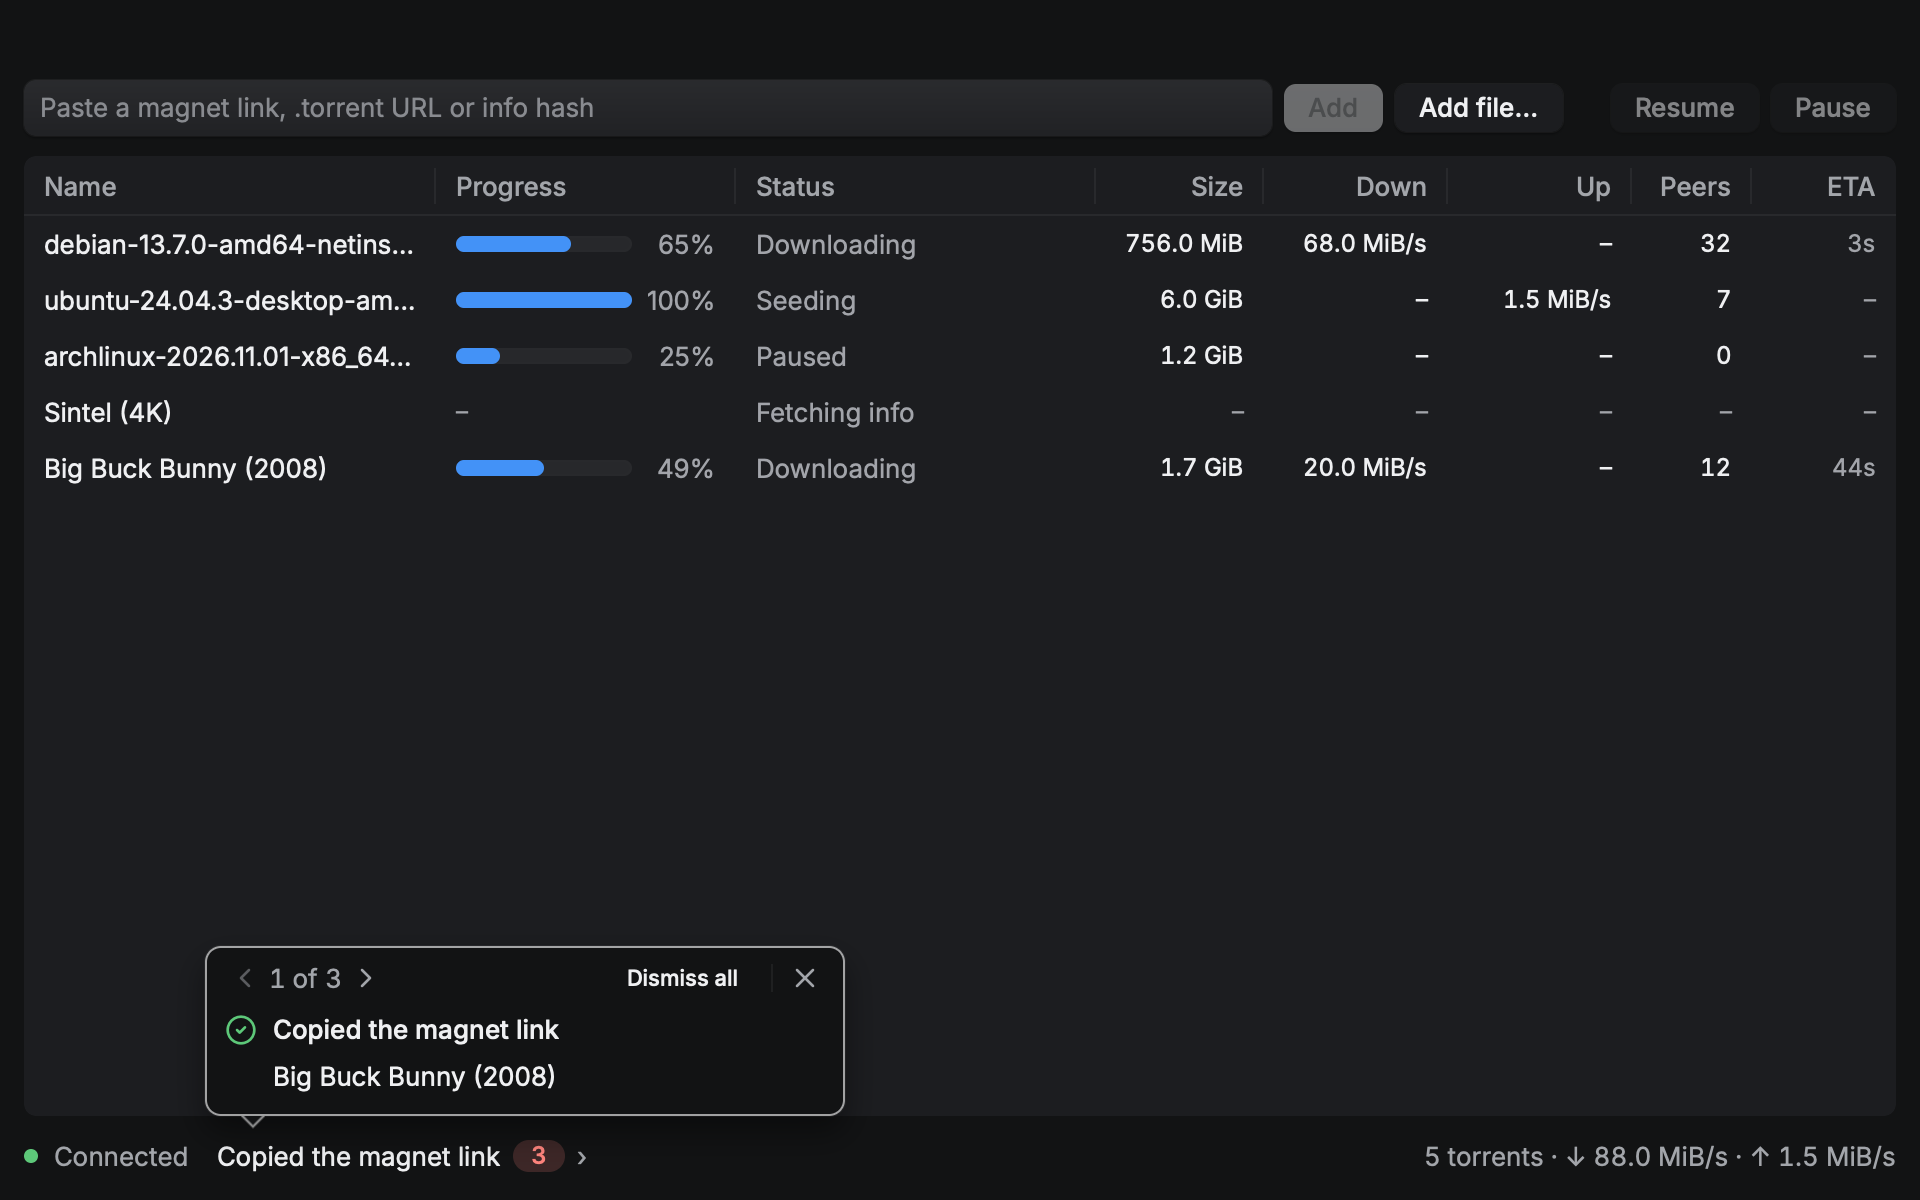 Paste a magnet link, .torrent URL or info hash Add Add file... Resume Pause
Name Progress Status Size Down Up Peers ETA
debian-13.7.0-amd64-netins... 65% Downloading 756.0 MiB 68.0 MiB/s – 32 3s
ubuntu-24.04.3-desktop-am... 100% Seeding 6.0 GiB – 1.5 MiB/s 7 –
archlinux-2026.11.01-x86_64... 25% Paused 1.2 GiB – – 0 –
Sintel (4K) – Fetching info – – – – –
Big Buck Bunny (2008) 49% Downloading 1.7 GiB 20.0 MiB/s – 12 44s
1 of 3 Dismiss all
Copied the magnet link
Big Buck Bunny (2008)
Connected Copied the magnet link 3 › 5 torrents · ↓ 88.0 MiB/s · ↑ 1.5 MiB/s